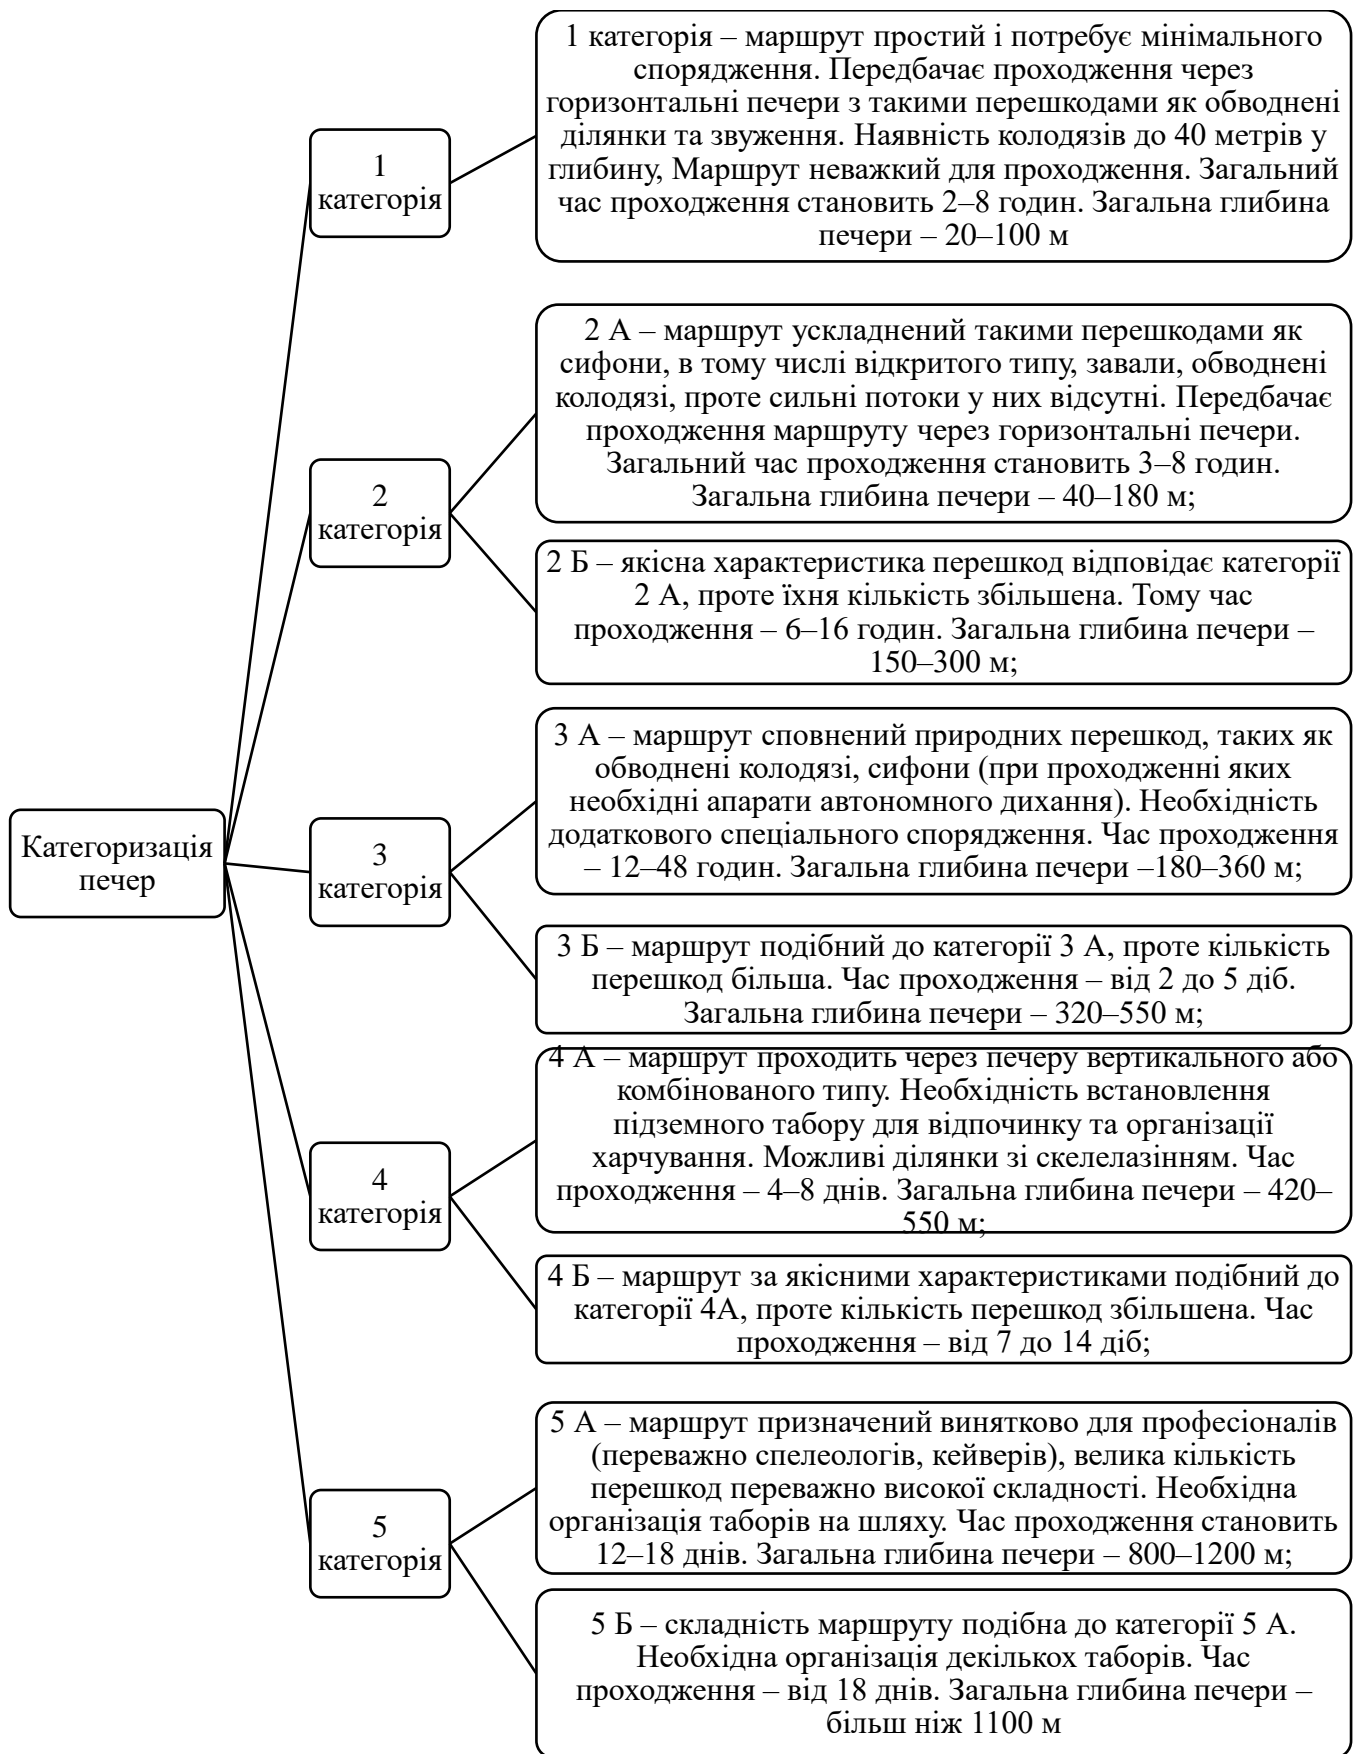 Категоризація
печер
1
категорія
1 категорія – маршрут простий і потребує мінімального
спорядження. Передбачає проходження через
горизонтальні печери з такими перешкодами як обводнені
ділянки та звуження. Наявність колодязів до 40 метрів у
глибину, Маршрут неважкий для проходження. Загальний
час проходження становить 2–8 годин. Загальна глибина
печери – 20–100 м
2
категорія
2 А – маршрут ускладнений такими перешкодами як
сифони, в тому числі відкритого типу, завали, обводнені
колодязі, проте сильні потоки у них відсутні. Передбачає
проходження маршруту через горизонтальні печери.
Загальний час проходження становить 3–8 годин.
Загальна глибина печери – 40–180 м;
2 Б – якісна характеристика перешкод відповідає категорії
2 А, проте їхня кількість збільшена. Тому час
проходження – 6–16 годин. Загальна глибина печери –
150–300 м;
3
категорія
3 А – маршрут сповнений природних перешкод, таких як
обводнені колодязі, сифони (при проходженні яких
необхідні апарати автономного дихання). Необхідність
додаткового спеціального спорядження. Час проходження
– 12–48 годин. Загальна глибина печери –180–360 м;
3 Б – маршрут подібний до категорії 3 А, проте кількість
перешкод більша. Час проходження – від 2 до 5 діб.
Загальна глибина печери – 320–550 м;
4
категорія
4 А – маршрут проходить через печеру вертикального або
комбінованого типу. Необхідність встановлення
підземного табору для відпочинку та організації
харчування. Можливі ділянки зі скелелазінням. Час
проходження – 4–8 днів. Загальна глибина печери – 420–
550 м;
4 Б – маршрут за якісними характеристиками подібний до
категорії 4А, проте кількість перешкод збільшена. Час
проходження – від 7 до 14 діб;
5
категорія
5 А – маршрут призначений винятково для професіоналів
(переважно спелеологів, кейверів), велика кількість
перешкод переважно високої складності. Необхідна
організація таборів на шляху. Час проходження становить
12–18 днів. Загальна глибина печери – 800–1200 м;
5 Б – складність маршруту подібна до категорії 5 А.
Необхідна організація декількох таборів. Час
проходження – від 18 днів. Загальна глибина печери –
більш ніж 1100 м